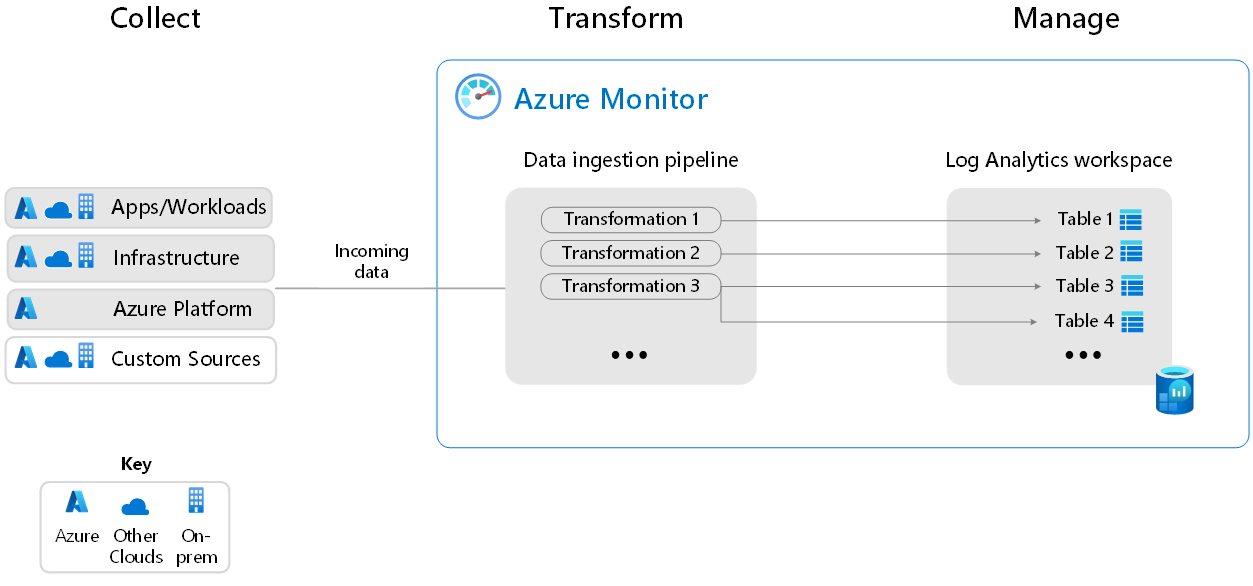 Collect
Transform
Manage
Azure Monitor
Data ingestion pipeline
Log Analytics workspace
Apps/Workloads
Infrastructure
Azure Platform
Custom Sources
Incoming
data
Transformation 1
Transformation 2
Transformation 3
•••
Table 1
Table 2
Table 3
Table 4
•••
Key
Azure
Other
Clouds
On-
prem